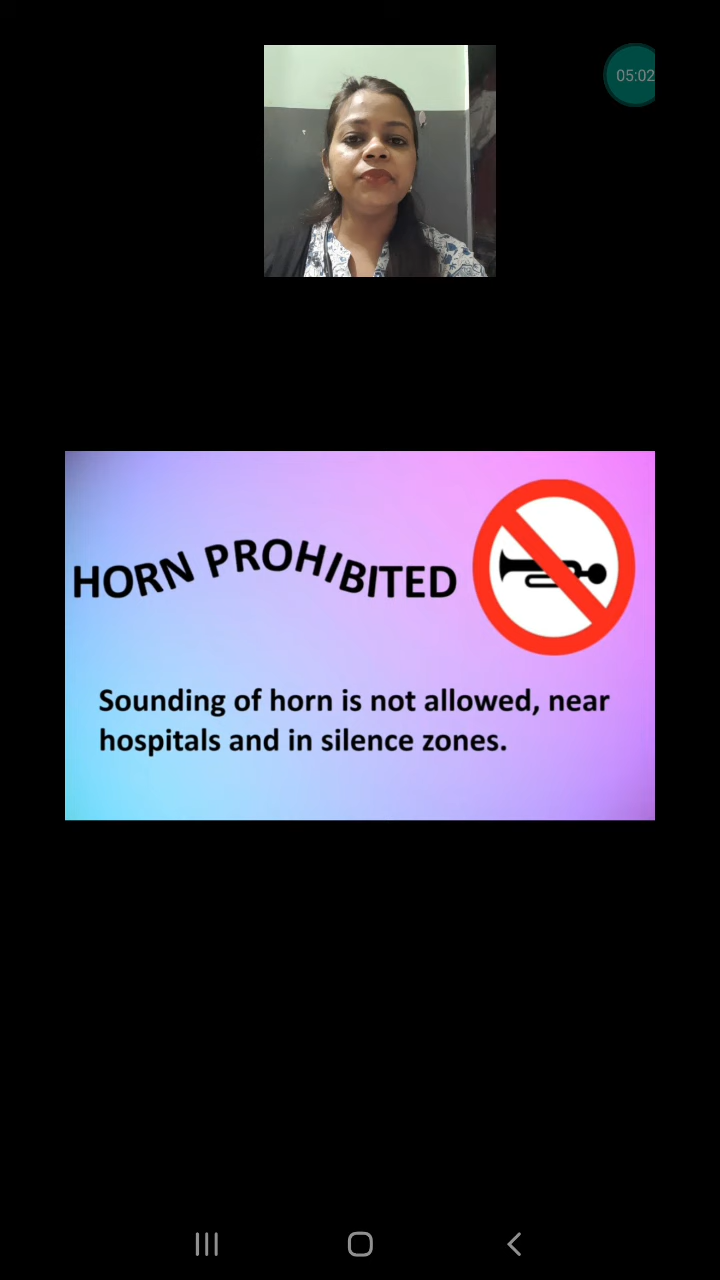 05:02
HORN PROHIBITED
Sounding of horn is not allowed, near
hospitals and in silence zones.